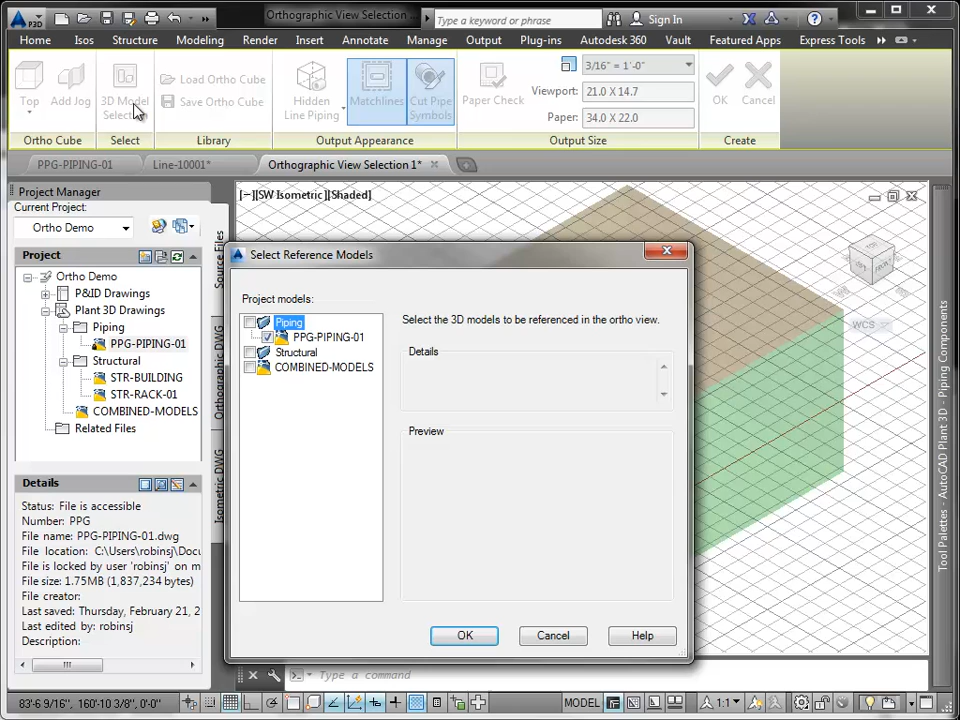 P3D
Orthographic View Selection ...
Type a keyword or phrase
Sign In
Home Isos Structure Modeling Render Insert Annotate Manage Output Plug-ins Autodesk 360 Vault Featured Apps Express Tools
Top
Add Jog
3D Model
Load Ortho Cube
Save Ortho Cube
Hidden
Line Piping
Matchlines
Cut Pipe
Symbols
Paper Check
3/16" = 1'-0"
Viewport: 21.0 X 14.7
Paper: 34.0 X 22.0
OK
Cancel
Ortho Cube Select Library Output Appearance Output Size Create
PPG-PIPING-01 Line-10001* Orthographic View Selection 1*
Project Manager
Current Project:
Ortho Demo
Project
Ortho Demo
P&ID Drawings
Plant 3D Drawings
Piping
PPG-PIPING-01
Structural
STR-BUILDING
STR-RACK-01
COMBINED-MODELS
Related Files
Source Files
Orthographic DWG
Isometric DWG
Details
Status: File is accessible
Number: PPG
File name: PPG-PIPING-01.dwg
File location: C:\Users\robinsj\Docu
File is locked by user 'robinsj' o
File size: 1.75MB (1,837,234 bytes)
File creator:
Last saved: Thursday, February 21, 2
Last edited by: robinsj
Description:
[−][SW Isometric][Shaded]
TOP
WCS
Tool Palettes - AutoCAD Plant 3D - Piping Components
Select Reference Models
Project models:
Piping
PPG-PIPING-01
Structural
COMBINED-MODELS
Select the 3D models to be referenced in the ortho view.
Details
Preview
OK
Cancel
Help
Type a command
83'-6 9/16", 160'-10 3/8", 0'-0"
MODEL
1:1